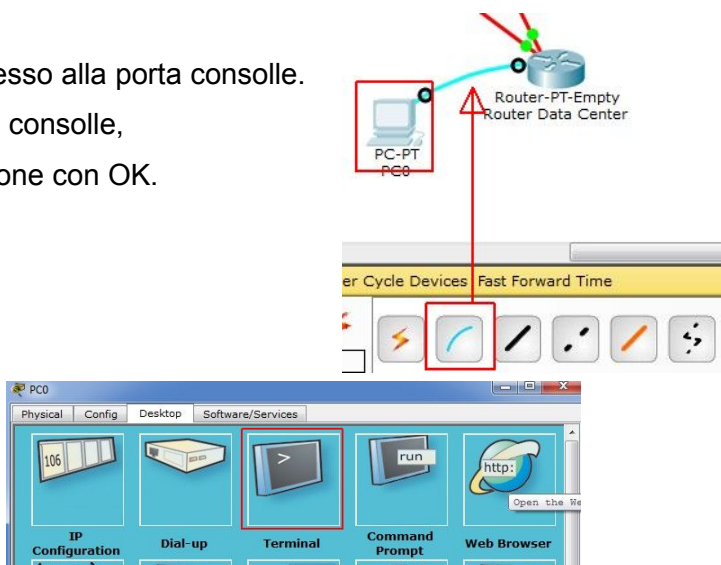 esso alla porta consolle.
consolle,
one con OK.
Router-PT-Empty
Router Data Center
PC-PT
PC0
er Cycle Devices Fast Forward Time
PC0
Physical Config Desktop Software/Services
106
>
run
http:
Open the We
IP Configuration
Dial-up
Terminal
Command Prompt
Web Browser